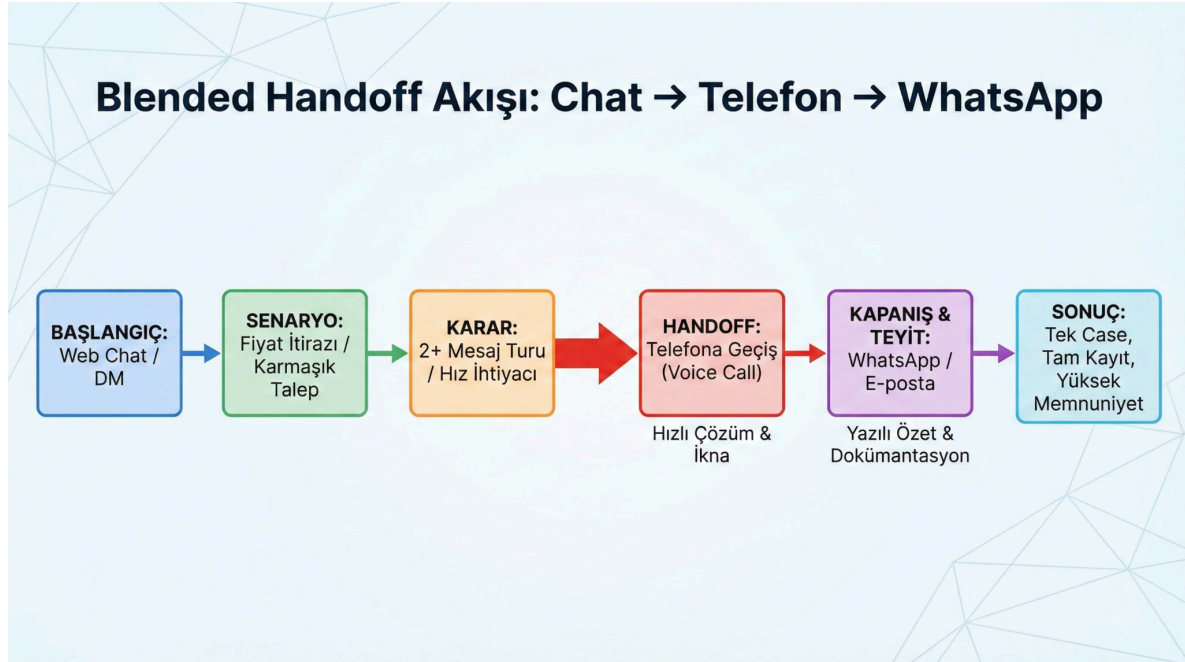 Blended Handoff Akışı: Chat → Telefon → WhatsApp
BAŞLANGIÇ:
Web Chat /
DM
SENARYO:
Fiyat İtirazı /
Karmaşık
Talep
KARAR:
2+ Mesaj Turu
/ Hız İhtiyacı
HANDOFF:
Telefona Geçiş
(Voice Call)
Hızlı Çözüm &
İkna
KAPANIŞ &
TEYİT:
WhatsApp /
E-posta
Yazılı Özet &
Dokümantasyon
SONUÇ:
Tek Case,
Tam Kayıt,
Yüksek
Memnuniyet